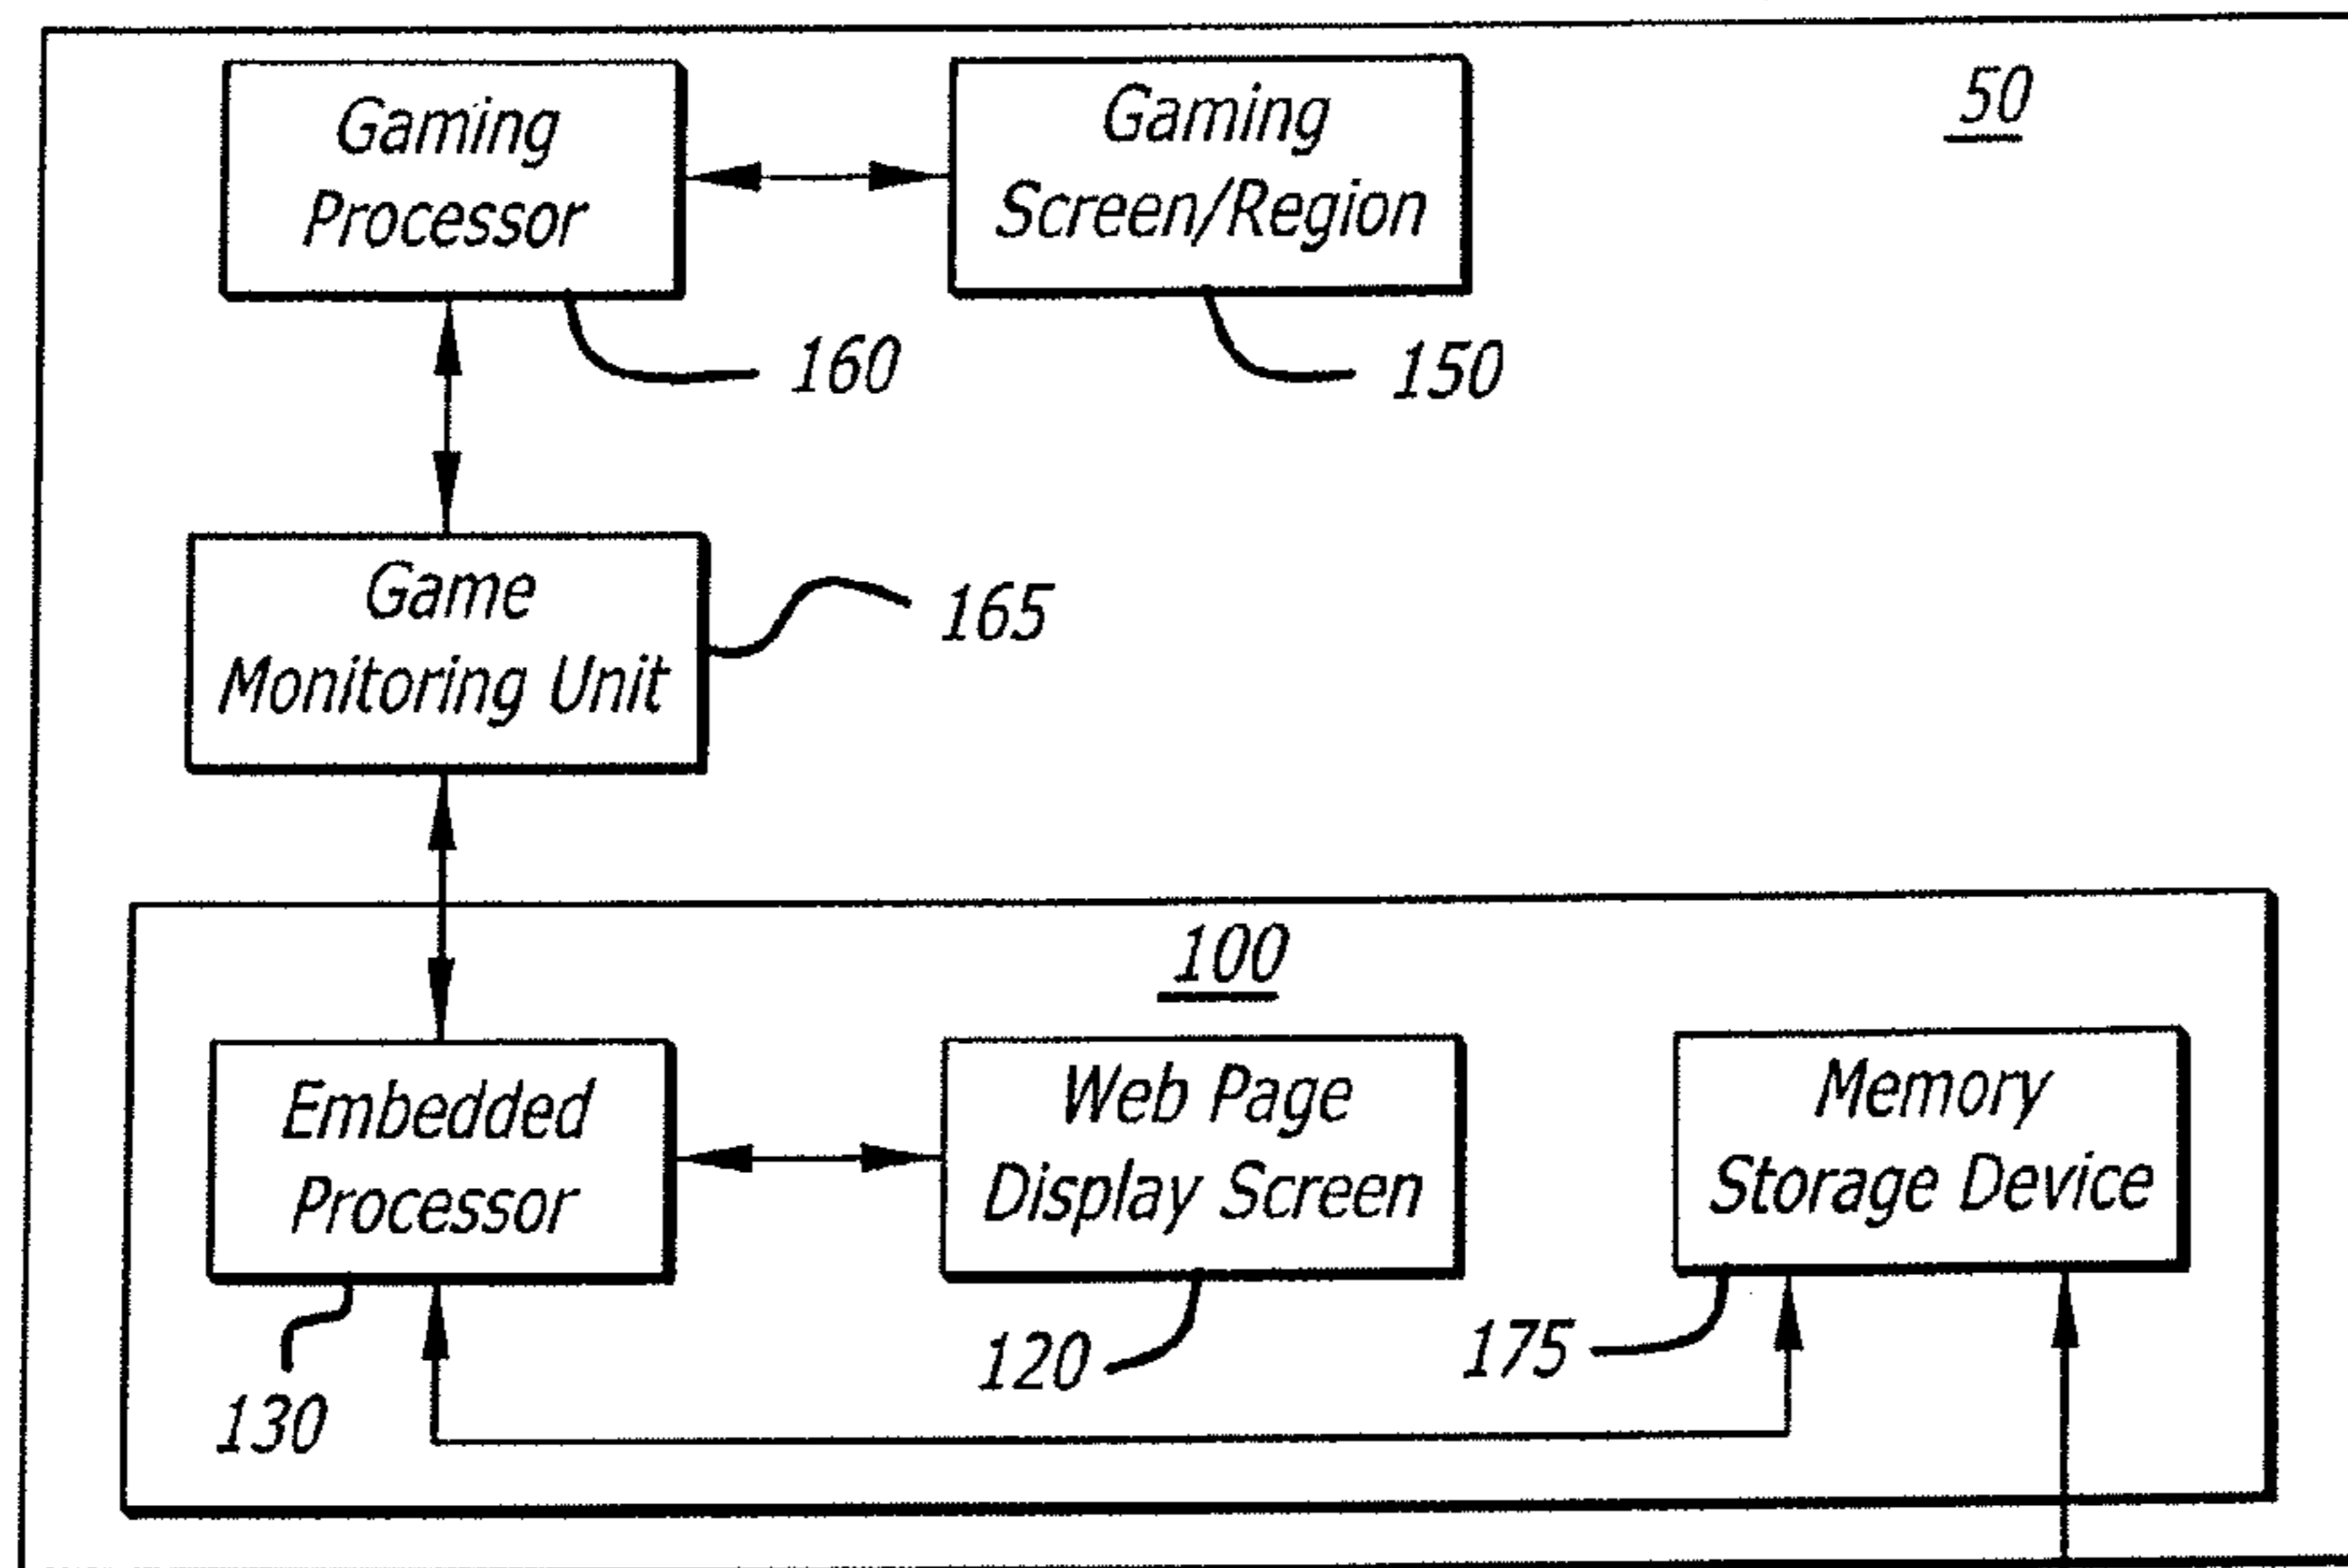 Gaming
Processor
Gaming
Screen/Region
50
160
150
Game
Monitoring Unit
165
100
Embedded
Processor
Web Page
Display Screen
Memory
Storage Device
130
120
175